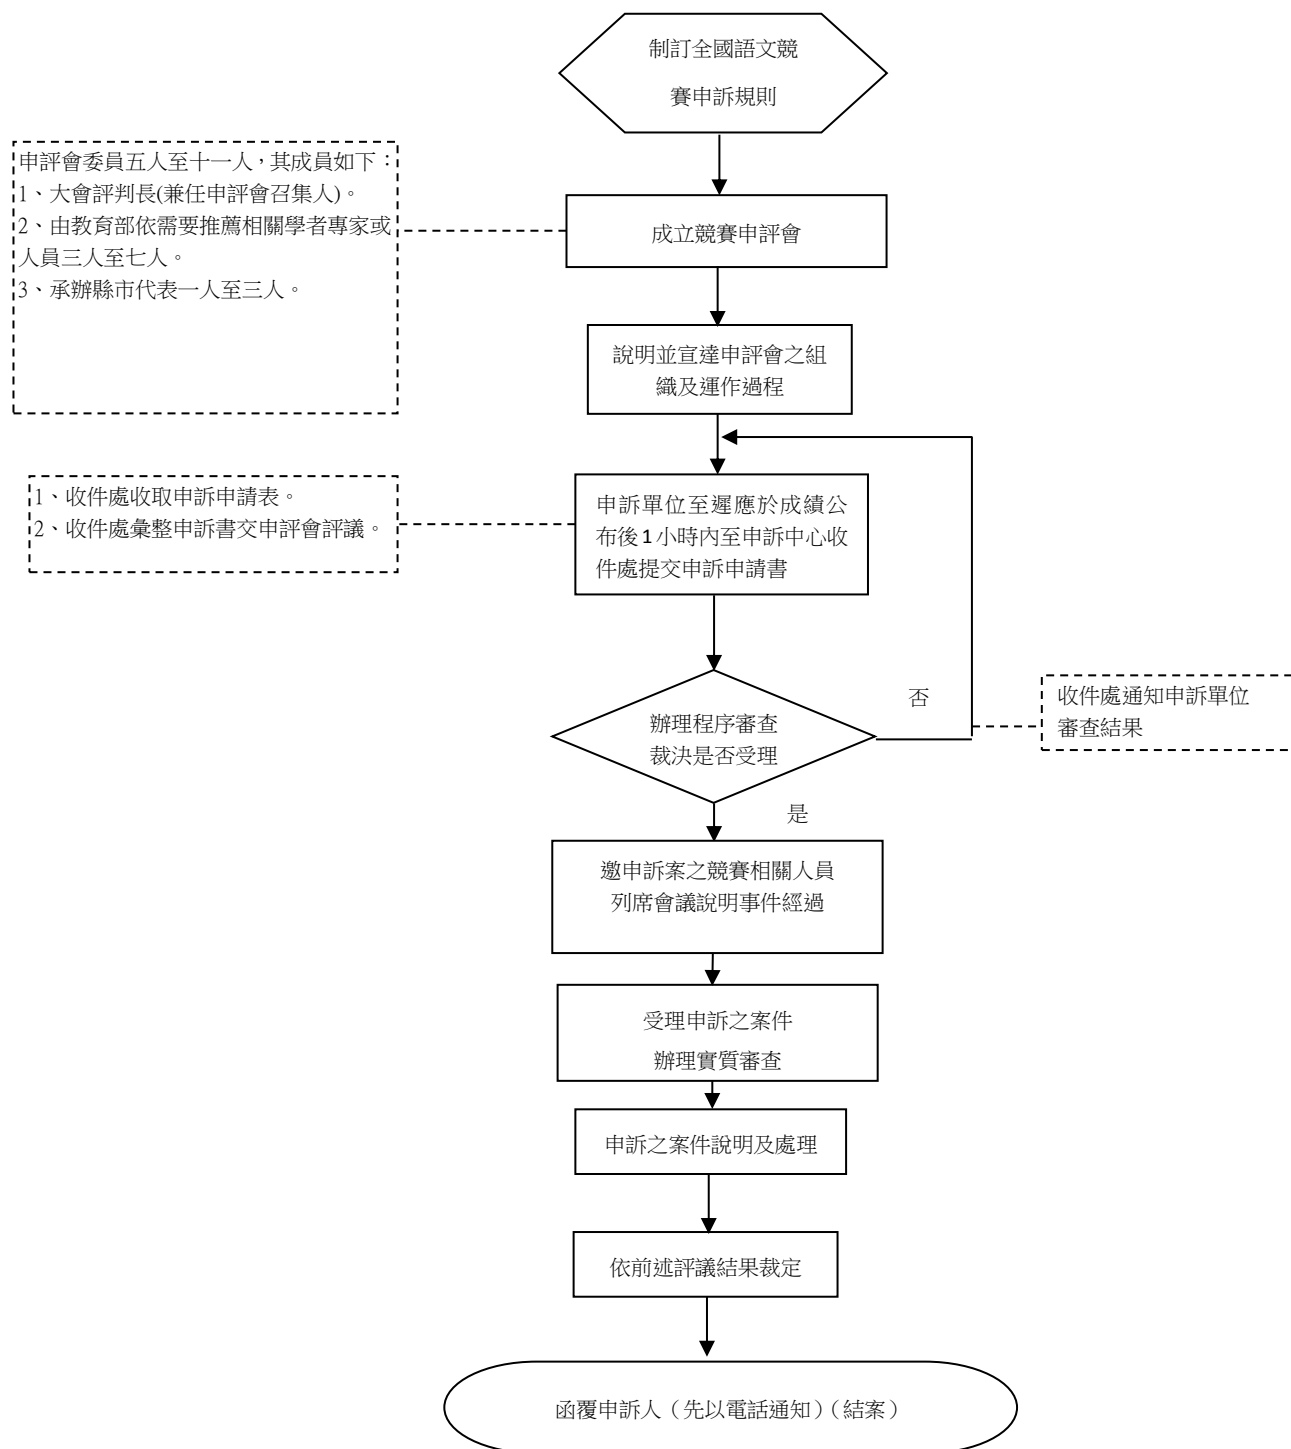 制訂全國語文競
賽申訴規則
申評會委員五人至十一人，其成員如下：
1、大會評判長(兼任申評會召集人)。
2、由教育部依需要推薦相關學者專家或
人員三人至七人。
3、承辦縣市代表一人至三人。
成立競賽申評會
說明並宣達申評會之組
織及運作過程
1、收件處收取申訴申請表。
2、收件處彙整申訴書交申評會評議。
申訴單位至遲應於成績公
布後1小時內至申訴中心收
件處提交申訴申請書
辦理程序審查
裁決是否受理
否
收件處通知申訴單位
審查結果
是
邀申訴案之競賽相關人員
列席會議說明事件經過
受理申訴之案件
辦理實質審查
申訴之案件說明及處理
依前述評議結果裁定
函覆申訴人（先以電話通知）（結案）